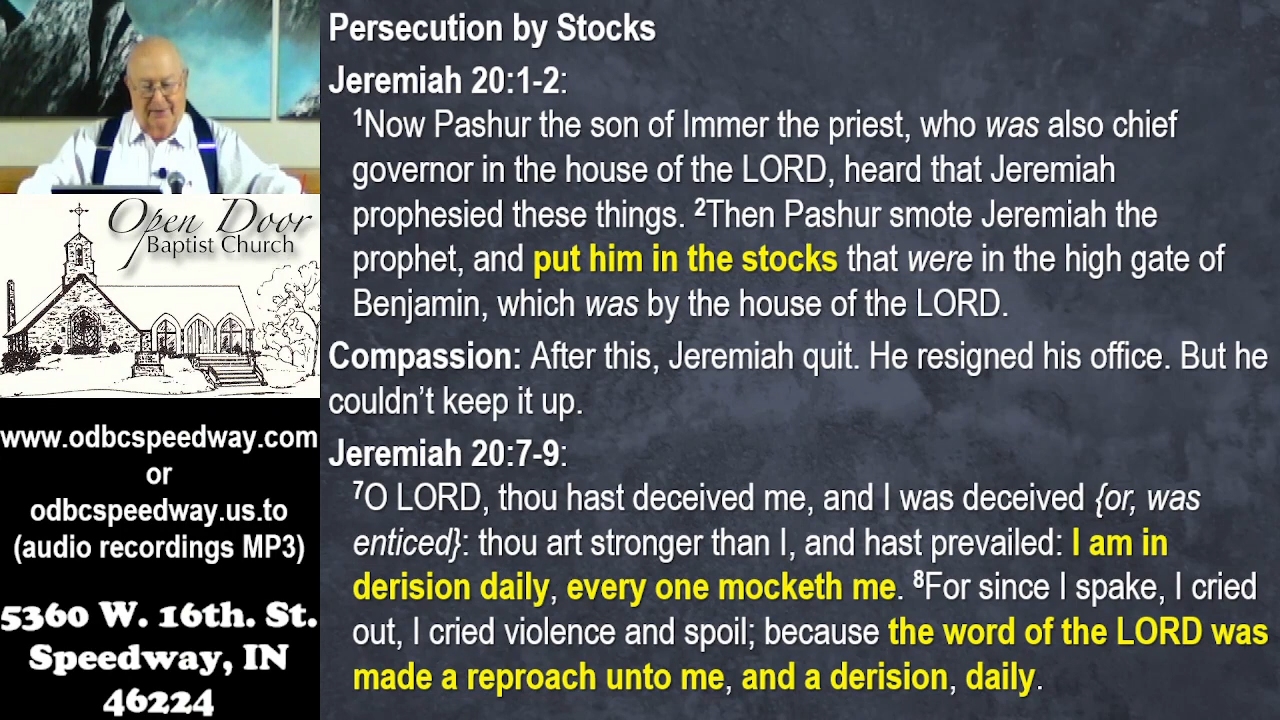 Persecution by Stocks
Jeremiah 20:1-2:
¹Now Pashur the son of Immer the priest, who was also chief
governor in the house of the LORD, heard that Jeremiah
prophesied these things. ²Then Pashur smote Jeremiah the
prophet, and put him in the stocks that were in the high gate of
Benjamin, which was by the house of the LORD.
Compassion: After this, Jeremiah quit. He resigned his office. But he
couldn’t keep it up.
Jeremiah 20:7-9:
⁷O LORD, thou hast deceived me, and I was deceived {or, was
enticed}: thou art stronger than I, and hast prevailed: I am in
derision daily, every one mocketh me. ⁸For since I spake, I cried
out, I cried violence and spoil; because the word of the LORD was
made a reproach unto me, and a derision, daily.
Open Door
Baptist Church
www.odbcspeedway.com
or
odbcspeedway.us.to
(audio recordings MP3)
5360 W. 16th. St.
Speedway, IN
46224